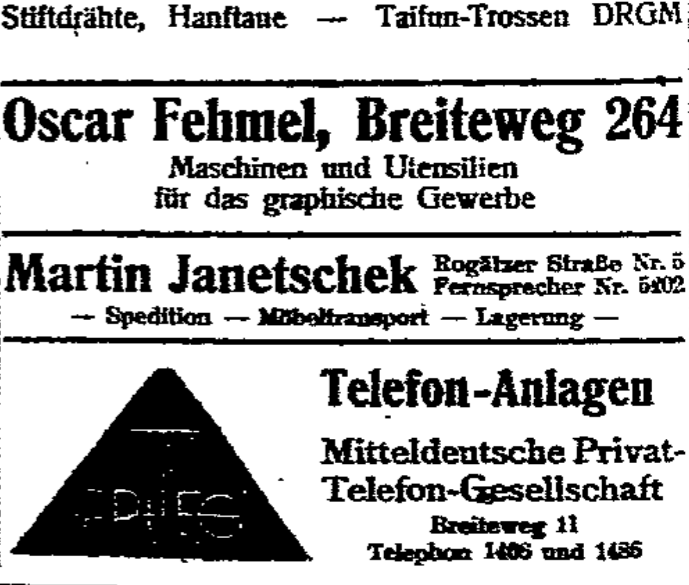 Stiftdrähte, Hanftaue — Taifun-Trossen DRGM
Oscar Fehmel, Breiteweg 264
Maschinen und Utensilien
für das graphische Gewerbe
Martin Janetschek
Rogätzer Straße Nr. 5
Fernsprecher Nr. 5402
— Spedition — Möbeltransport — Lagerung —
Telefon-Anlagen
Mitteldeutsche Privat-
Telefon-Gesellschaft
Breiteweg 11
Telephon 1406 und 1486